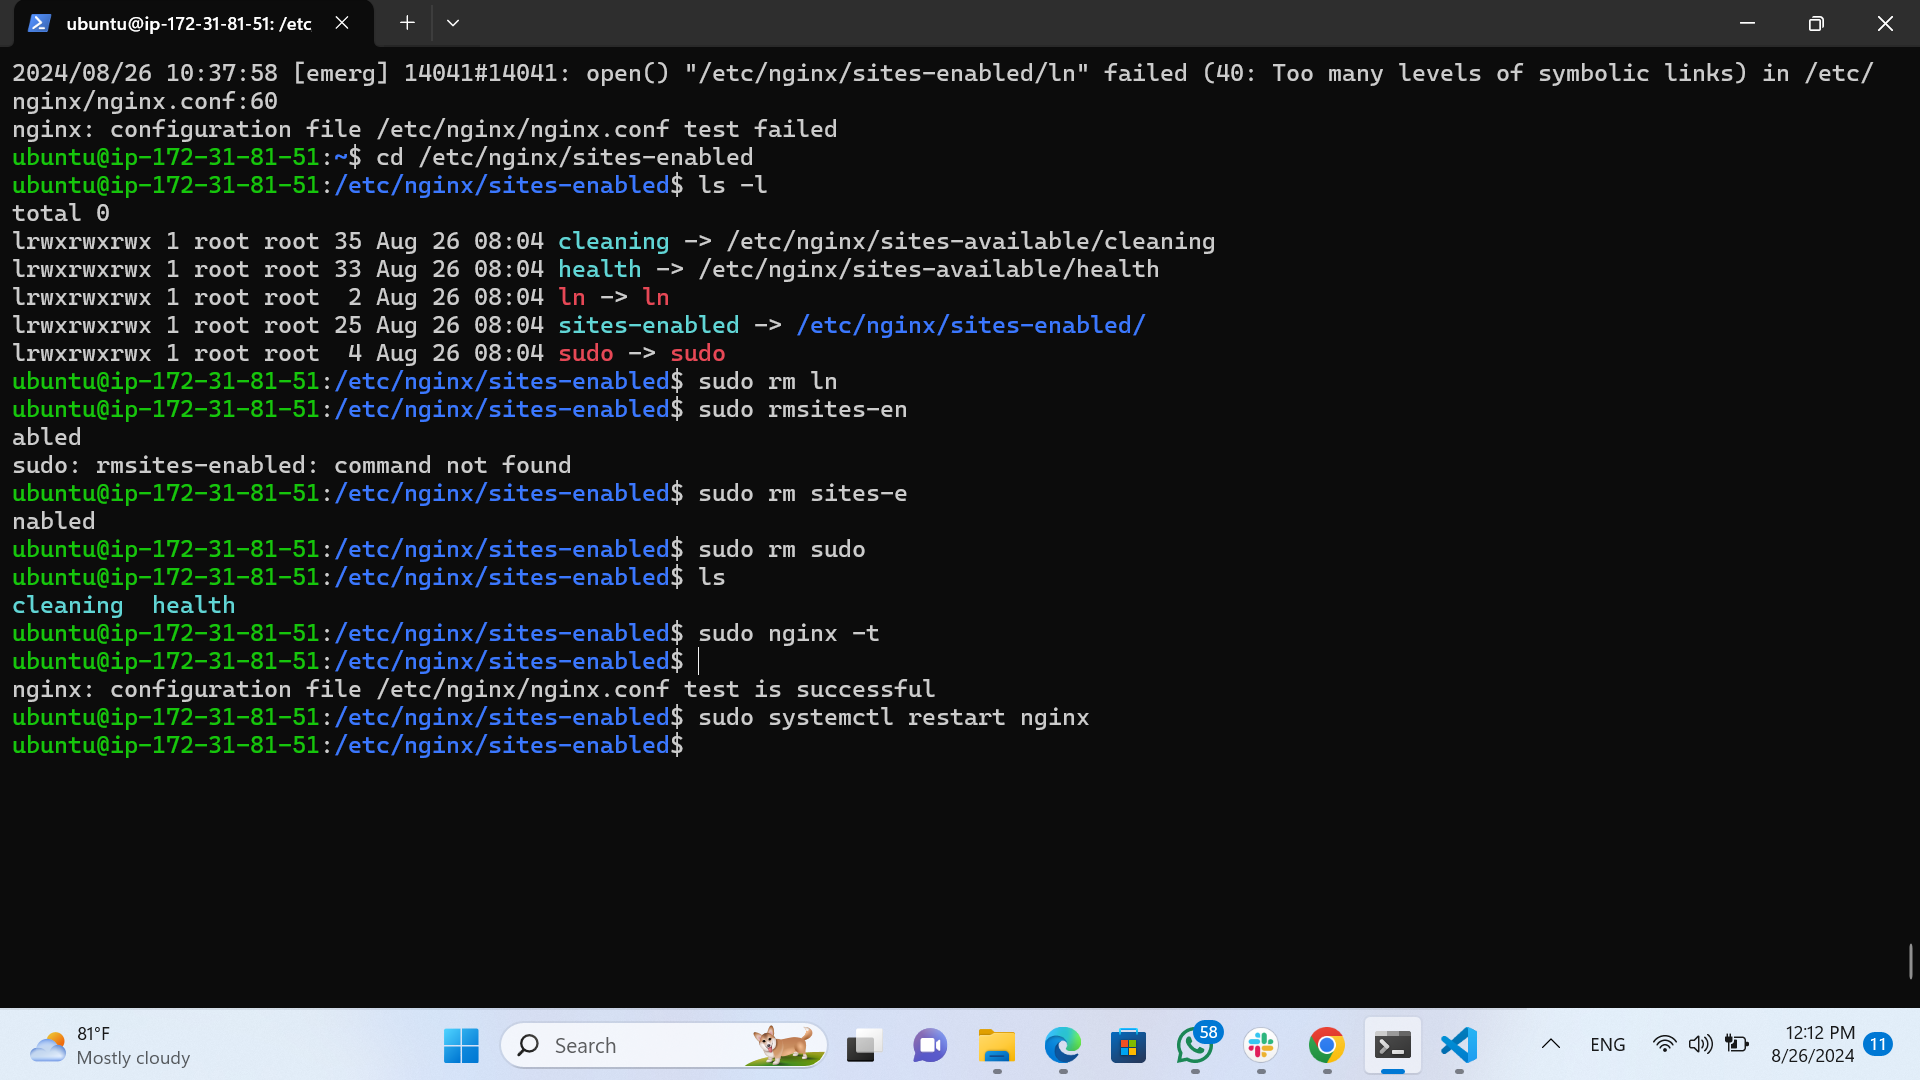 ubuntu@ip-172-31-81-51: /etc
2024/08/26 10:37:58 [emerg] 14041#14041: open() "/etc/nginx/sites-enabled/ln" failed (40: Too many levels of symbolic links) in /etc/
nginx/nginx.conf:60
nginx: configuration file /etc/nginx/nginx.conf test failed
ubuntu@ip-172-31-81-51:~$ cd /etc/nginx/sites-enabled
ubuntu@ip-172-31-81-51:/etc/nginx/sites-enabled$ ls -l
total 0
lrwxrwxrwx 1 root root 35 Aug 26 08:04 cleaning -> /etc/nginx/sites-available/cleaning
lrwxrwxrwx 1 root root 33 Aug 26 08:04 health -> /etc/nginx/sites-available/health
lrwxrwxrwx 1 root root  2 Aug 26 08:04 ln -> ln
lrwxrwxrwx 1 root root 25 Aug 26 08:04 sites-enabled -> /etc/nginx/sites-enabled/
lrwxrwxrwx 1 root root  4 Aug 26 08:04 sudo -> sudo
ubuntu@ip-172-31-81-51:/etc/nginx/sites-enabled$ sudo rm ln
ubuntu@ip-172-31-81-51:/etc/nginx/sites-enabled$ sudo rmsites-en
abled
sudo: rmsites-enabled: command not found
ubuntu@ip-172-31-81-51:/etc/nginx/sites-enabled$ sudo rm sites-e
nabled
ubuntu@ip-172-31-81-51:/etc/nginx/sites-enabled$ sudo rm sudo
ubuntu@ip-172-31-81-51:/etc/nginx/sites-enabled$ ls
cleaning  health
ubuntu@ip-172-31-81-51:/etc/nginx/sites-enabled$ sudo nginx -t
ubuntu@ip-172-31-81-51:/etc/nginx/sites-enabled$
nginx: configuration file /etc/nginx/nginx.conf test is successful
ubuntu@ip-172-31-81-51:/etc/nginx/sites-enabled$ sudo systemctl restart nginx
ubuntu@ip-172-31-81-51:/etc/nginx/sites-enabled$
81°F
Mostly cloudy
Search
58
ENG
12:12 PM
8/26/2024
11